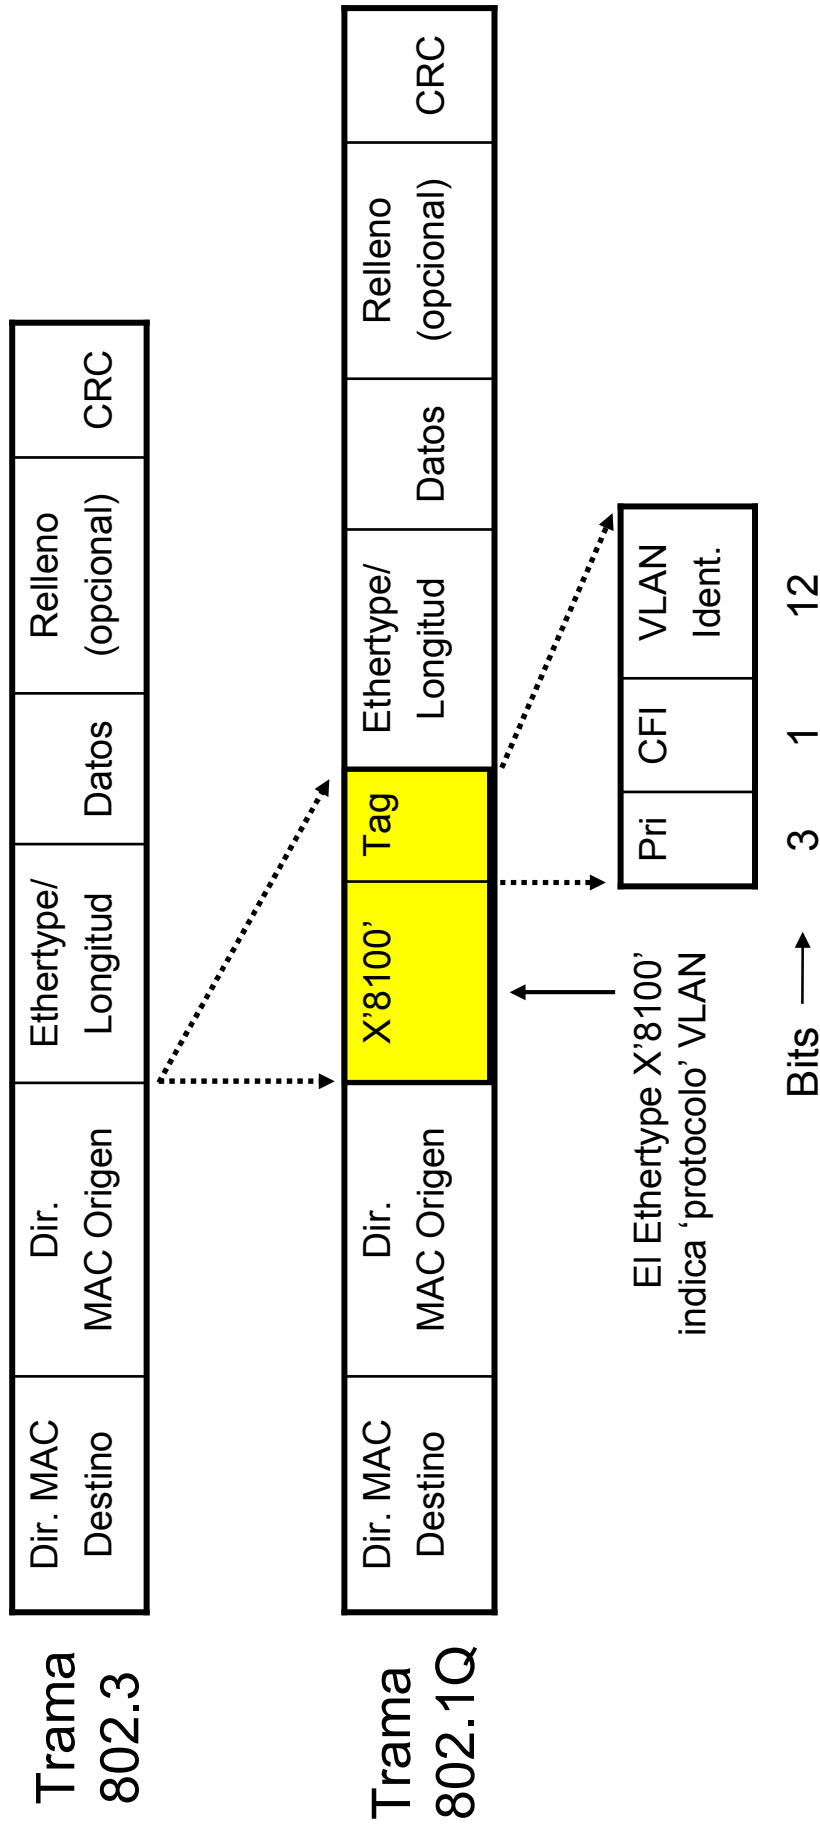 Trama
802.3
Dir. MAC
Destino
Dir.
MAC Origen
Ethertype/
Longitud
Datos
Relleno
(opcional)
CRC
Trama
802.1Q
Dir. MAC
Destino
Dir.
MAC Origen
X’8100’
Tag
Ethertype/
Longitud
Datos
Relleno
(opcional)
CRC
El Ethertype X’8100’
indica ‘protocolo’ VLAN
Pri
CFI
VLAN
Ident.
Bits
3
1
12